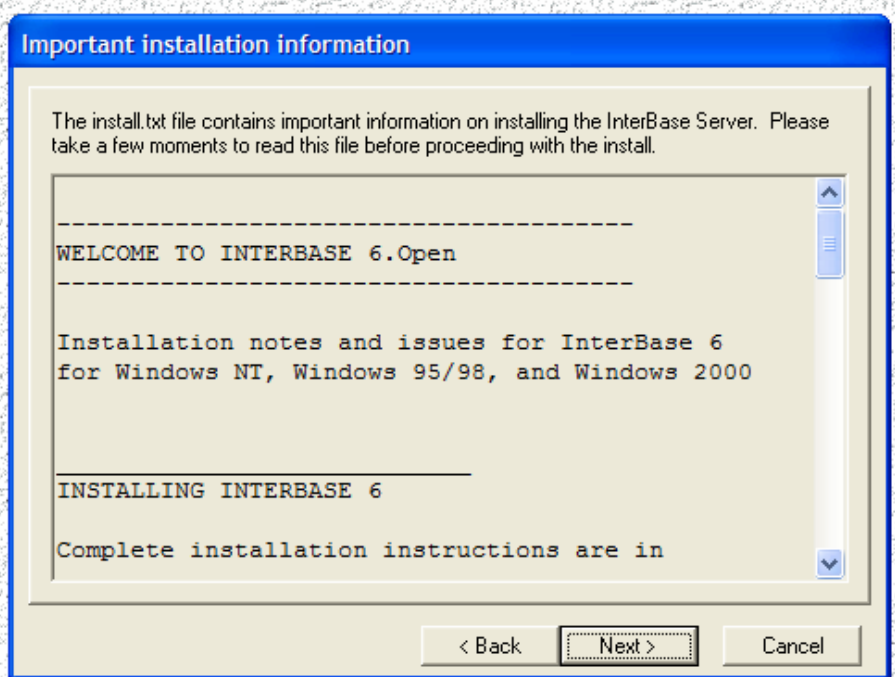 Important installation information
The install.txt file contains important information on installing the InterBase Server.  Please
take a few moments to read this file before proceeding with the install.
---------------------------------------
WELCOME TO INTERBASE 6.Open
---------------------------------------
Installation notes and issues for InterBase 6
for Windows NT, Windows 95/98, and Windows 2000
____________________________
INSTALLING INTERBASE 6
Complete installation instructions are in
< Back
Next >
Cancel